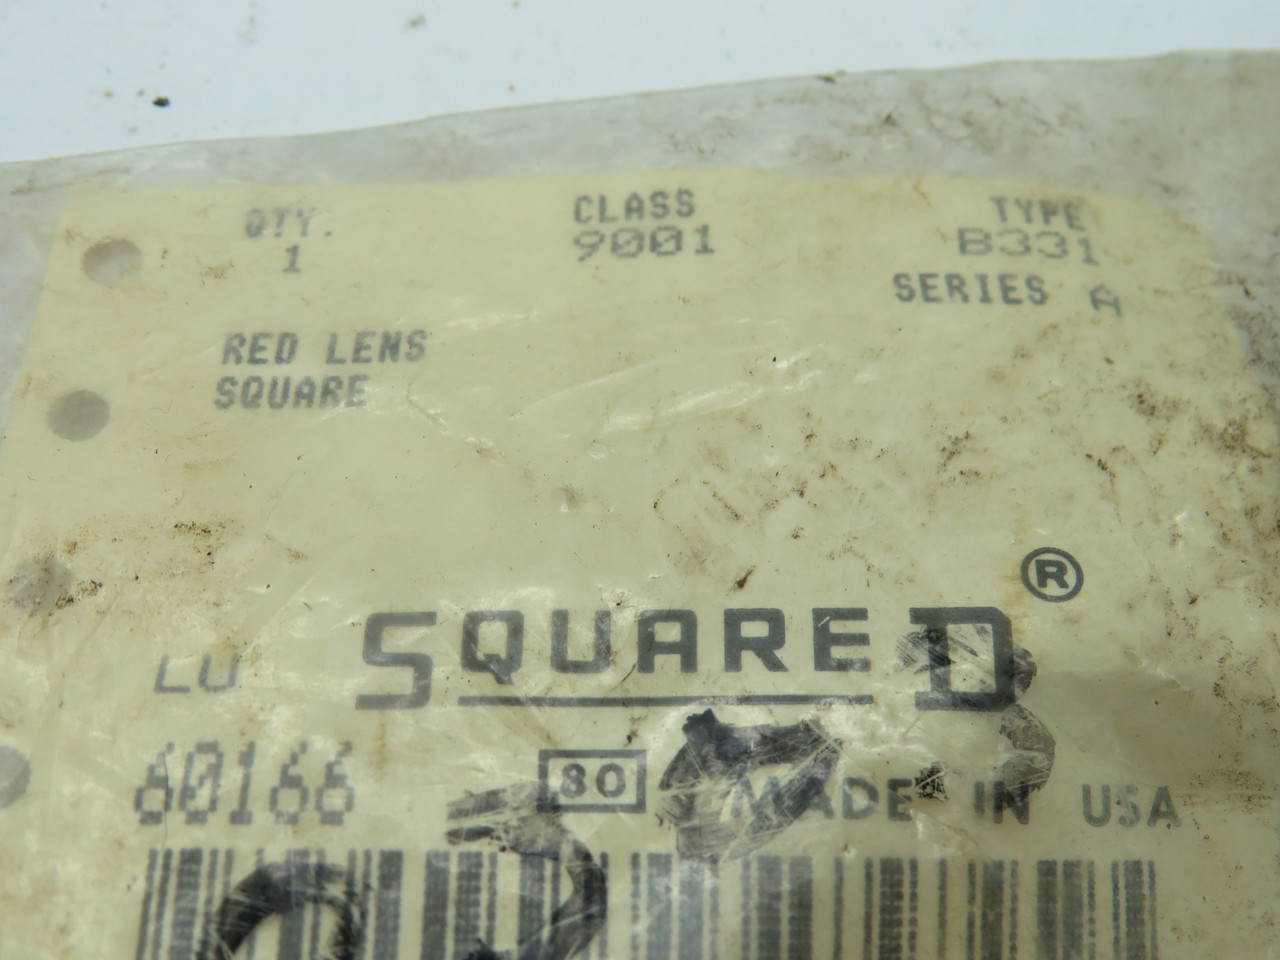 QTY. CLASS TYPE
1 9001 B331
SERIES A
RED LENS
SQUARE
SQUARE D ®
60166 80 MADE IN USA